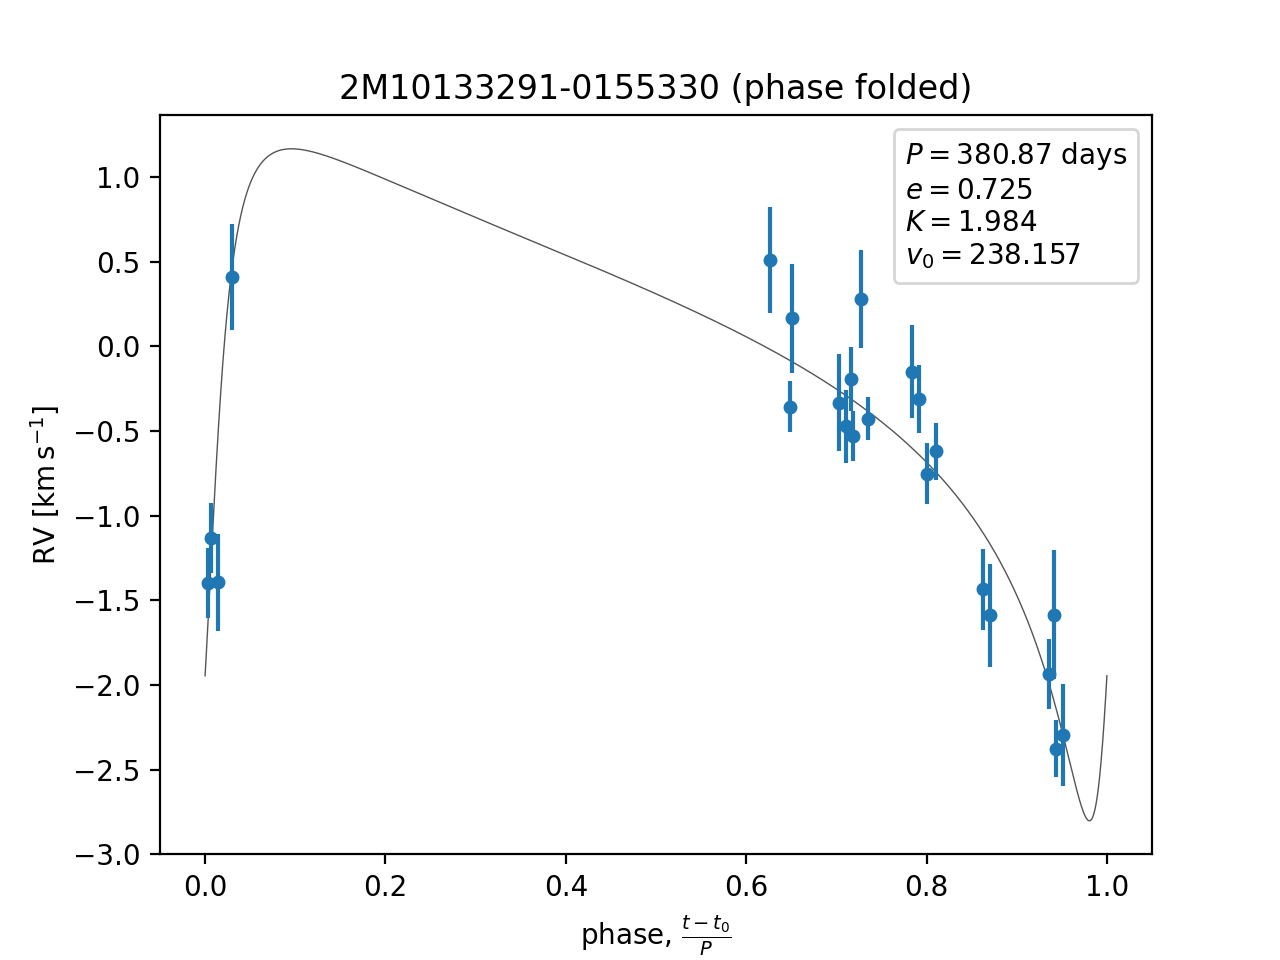 2M10133291-0155330 (phase folded)
P = 380.87 days
e = 0.725
K = 1.984
v₀ = 238.157
RV [km s⁻¹]
1.0
0.5
0.0
−0.5
−1.0
−1.5
−2.0
−2.5
−3.0
0.0 0.2 0.4 0.6 0.8 1.0
phase, (t − t₀)/P